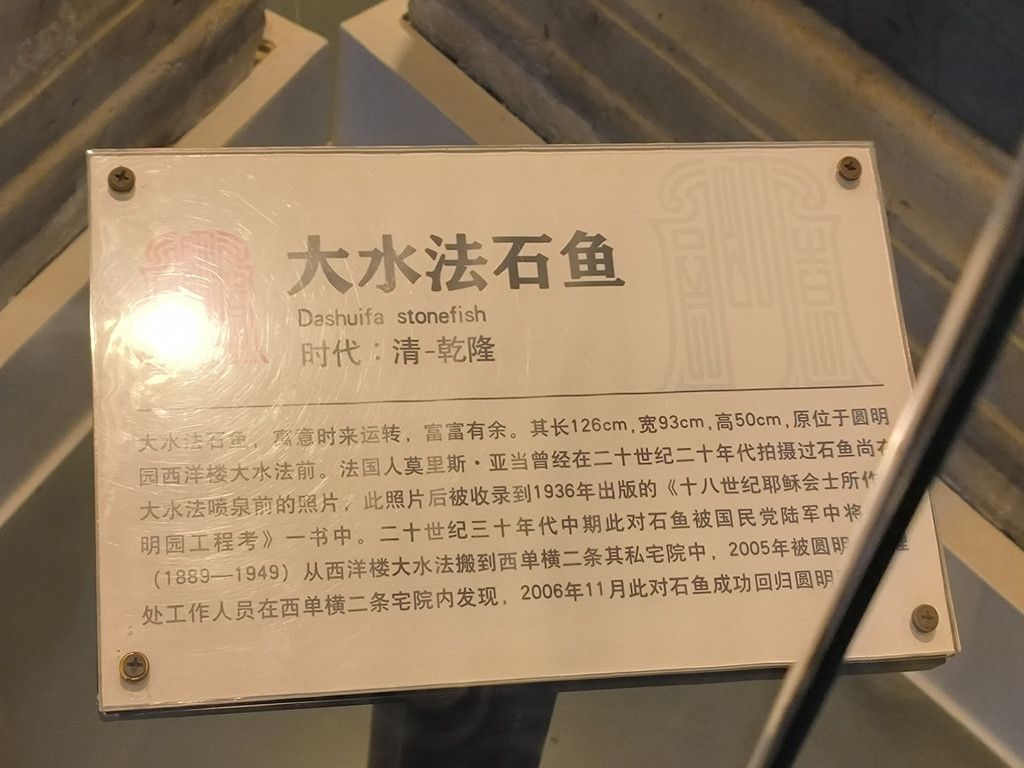 大水法石鱼
Dashuifa stonefish
时代：清-乾隆
大水法石鱼，寓意时来运转，富富有余。其长126cm,宽93cm,高50cm,原位于圆明
园西洋楼大水法前。法国人莫里斯·亚当曾经在二十世纪二十年代拍摄过石鱼尚在
大水法喷泉前的照片，此照片后被收录到1936年出版的《十八世纪耶稣会士所作
明园工程考》一书中。二十世纪三十年代中期此对石鱼被国民党陆军中将
（1889—1949）从西洋楼大水法搬到西单横二条其私宅院中，2005年被圆明
处工作人员在西单横二条宅院内发现，2006年11月此对石鱼成功回归圆明